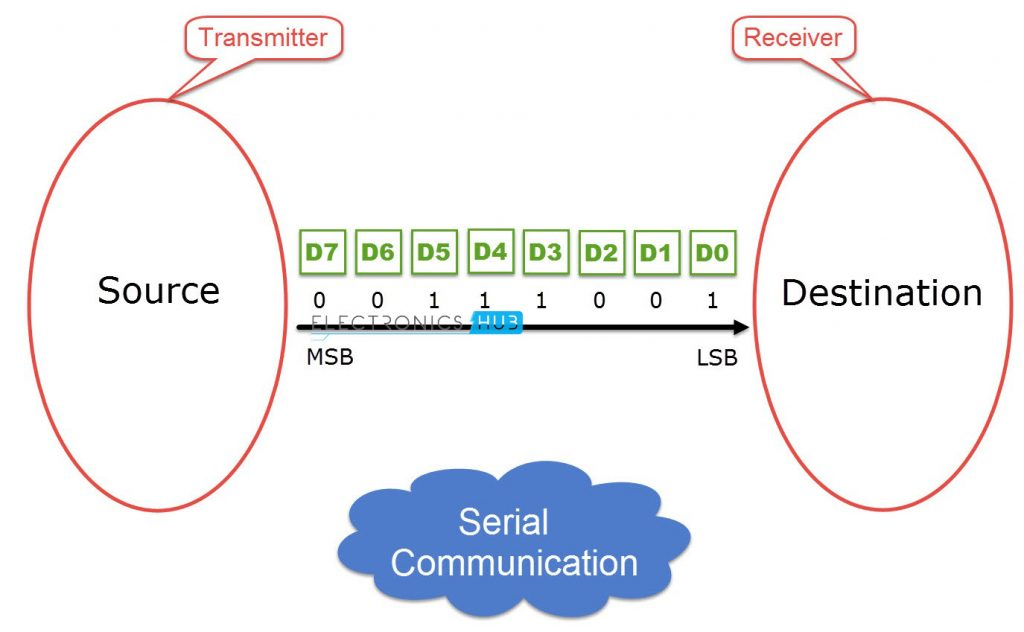 Transmitter
Receiver
Source
D7 D6 D5 D4 D3 D2 D1 D0
0 0 1 1 1 0 0 1
Destination
ELECTRONICS HUB
MSB
LSB
Serial
Communication